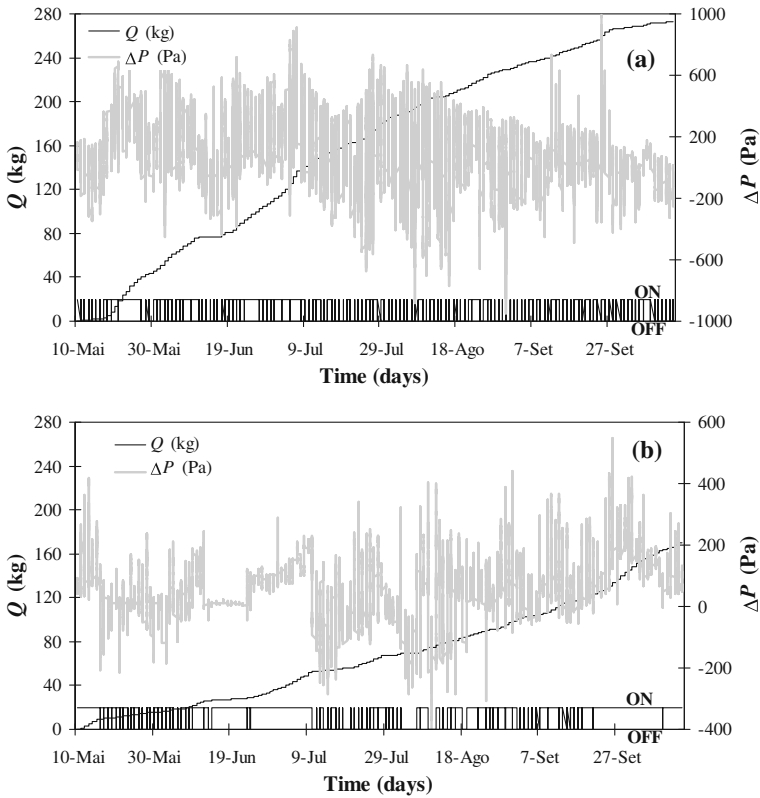 280
240
200
160
120
80
40
0
Q (kg)
Q (kg)
ΔP (Pa)
(a)
1000
600
200
-200
-600
-1000
ΔP (Pa)
ON
OFF
10-Mai 30-Mai 19-Jun 9-Jul 29-Jul 18-Ago 7-Set 27-Set
Time (days)
280
240
200
160
120
80
40
0
Q (kg)
Q (kg)
ΔP (Pa)
(b)
600
400
200
0
-200
-400
ΔP (Pa)
ON
OFF
10-Mai 30-Mai 19-Jun 9-Jul 29-Jul 18-Ago 7-Set 27-Set
Time (days)